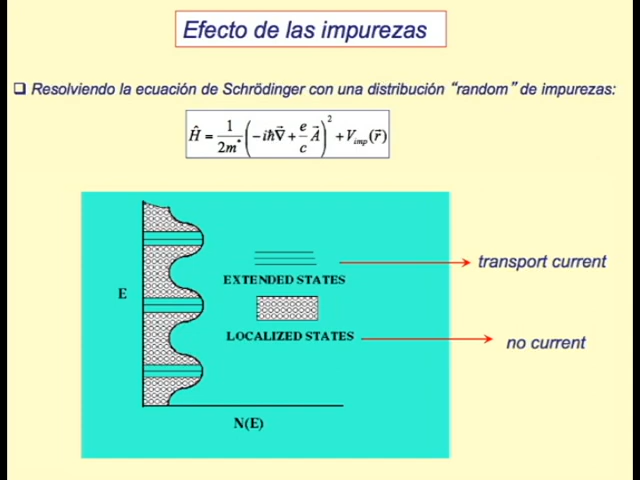 Efecto de las impurezas
❑ Resolviendo la ecuación de Schrödinger con una distribución “random” de impurezas:
Ĥ = 1/2m* (−iℏ∇⃗ + e/c A⃗)² + V_imp(r⃗)
transport current
EXTENDED STATES
E
LOCALIZED STATES
no current
N(E)